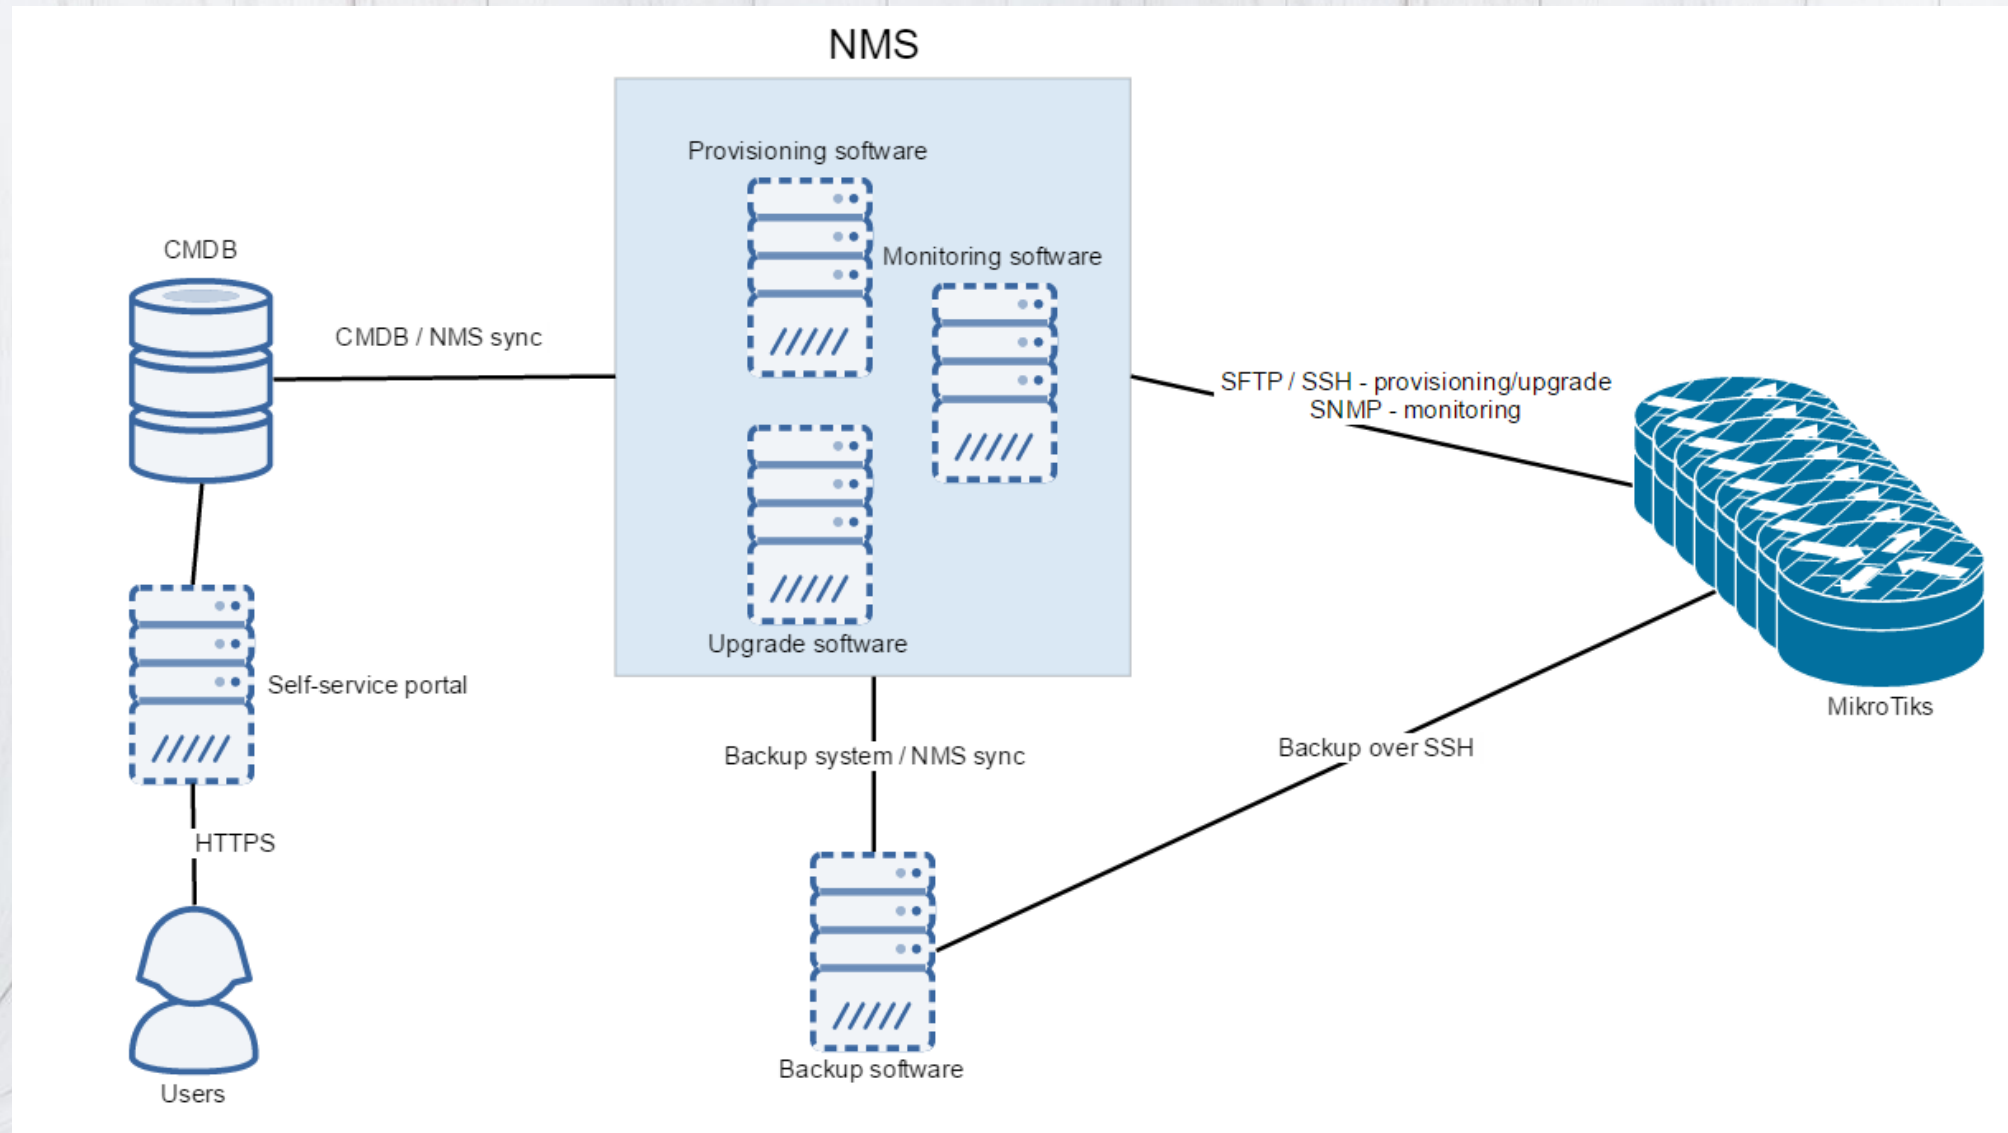 NMS
Provisioning software
Monitoring software
CMDB
CMDB / NMS sync
SFTP / SSH - provisioning/upgrade
SNMP - monitoring
Upgrade software
Self-service portal
MikroTiks
Backup system / NMS sync
Backup over SSH
HTTPS
Backup software
Users